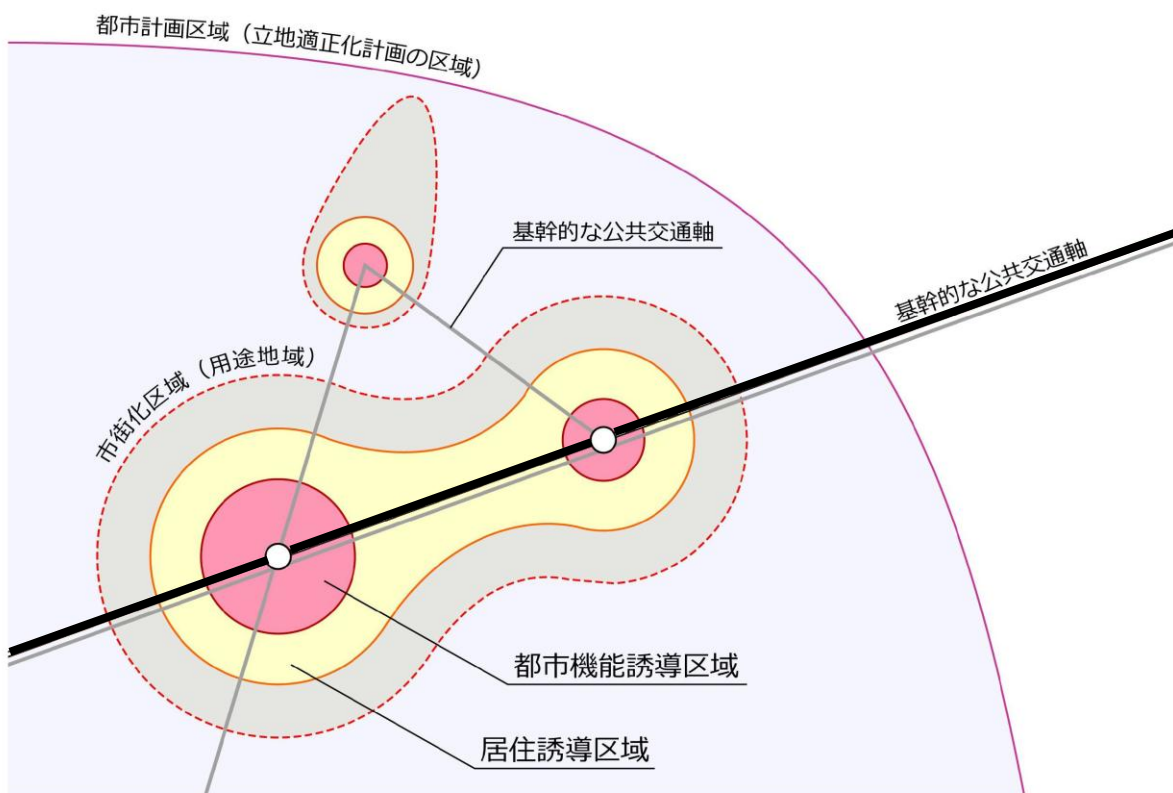 都市計画区域（立地適正化計画の区域）
基幹的な公共交通軸
基幹的な公共交通軸
市街化区域（用途地域）
都市機能誘導区域
居住誘導区域